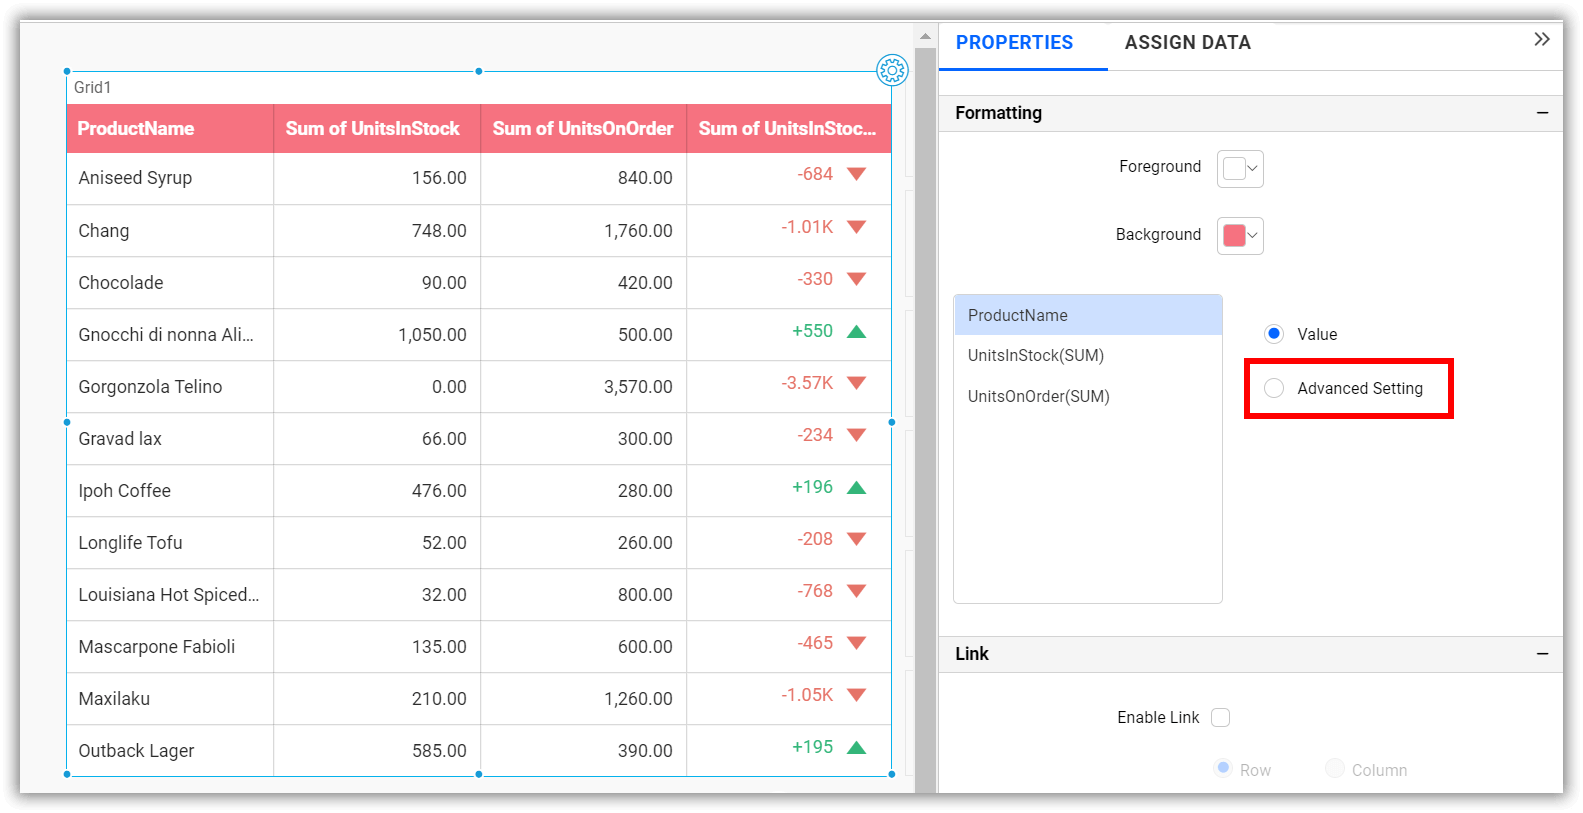 PROPERTIES
ASSIGN DATA
Grid1
ProductName Sum of UnitsInStock Sum of UnitsOnOrder Sum of UnitsInStoc...
Aniseed Syrup 156.00 840.00 -684
Chang 748.00 1,760.00 -1.01K
Chocolade 90.00 420.00 -330
Gnocchi di nonna Ali... 1,050.00 500.00 +550
Gorgonzola Telino 0.00 3,570.00 -3.57K
Gravad lax 66.00 300.00 -234
Ipoh Coffee 476.00 280.00 +196
Longlife Tofu 52.00 260.00 -208
Louisiana Hot Spiced... 32.00 800.00 -768
Mascarpone Fabioli 135.00 600.00 -465
Maxilaku 210.00 1,260.00 -1.05K
Outback Lager 585.00 390.00 +195
Formatting
Foreground
Background
ProductName
UnitsInStock(SUM)
UnitsOnOrder(SUM)
Value
Advanced Setting
Link
Enable Link
Row Column